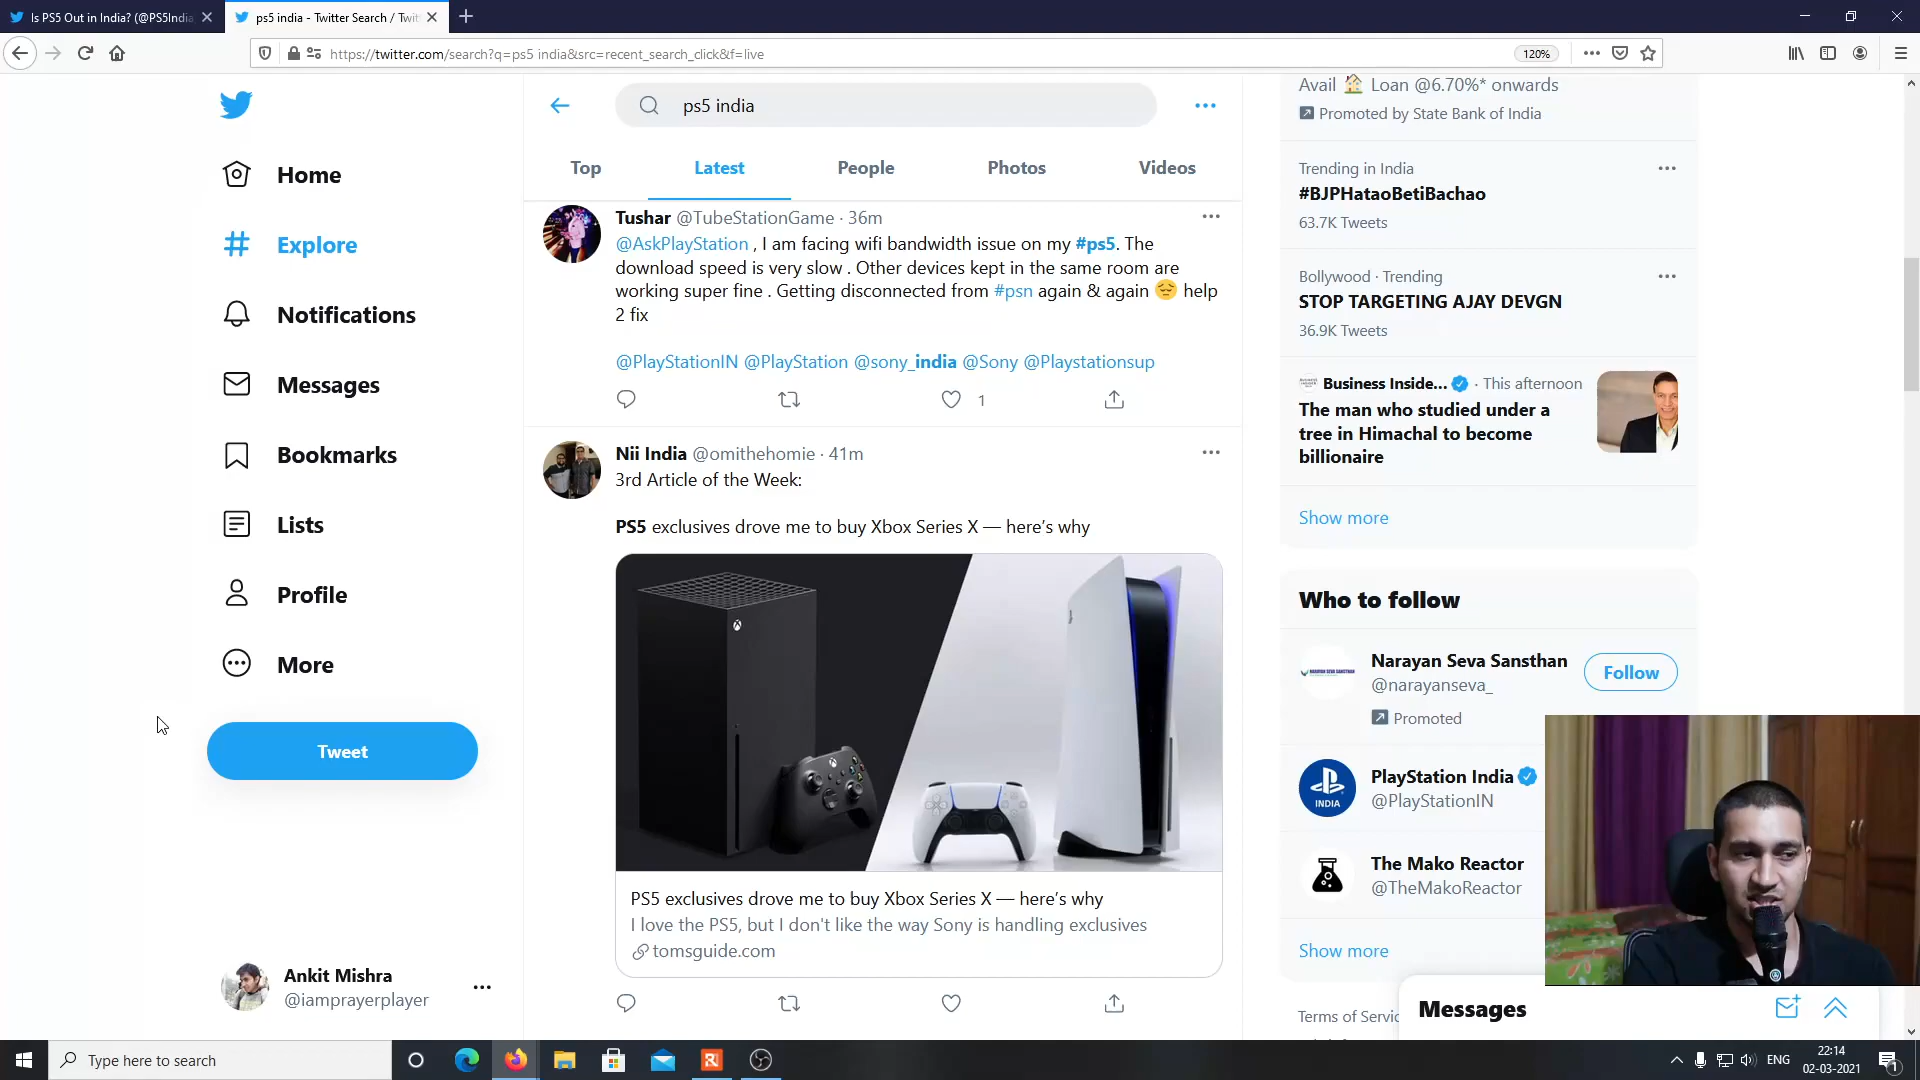 Is PS5 Out in India? (@PS5India
ps5 india - Twitter Search / Twit
https://twitter.com/search?q=ps5 india&src=recent_search_click&f=live
120%
ps5 india
Top
Latest
People
Photos
Videos
Home
Explore
Notifications
Messages
Bookmarks
Lists
Profile
More
Tweet
Ankit Mishra
@iamprayerplayer
Tushar @TubeStationGame · 36m
@AskPlayStation , I am facing wifi bandwidth issue on my #ps5. The
download speed is very slow . Other devices kept in the same room are
working super fine . Getting disconnected from #psn again & again 😔 help
2 fix
@PlayStationIN @PlayStation @sony_india @Sony @Playstationsup
1
Nii India @omithehomie · 41m
3rd Article of the Week:
PS5 exclusives drove me to buy Xbox Series X — here's why
PS5 exclusives drove me to buy Xbox Series X — here's why
I love the PS5, but I don't like the way Sony is handling exclusives
tomsguide.com
Avail 🏠 Loan @6.70%* onwards
Promoted by State Bank of India
Trending in India
#BJPHataoBetiBachao
63.7K Tweets
Bollywood · Trending
STOP TARGETING AJAY DEVGN
36.9K Tweets
Business Inside... · This afternoon
The man who studied under a
tree in Himachal to become
billionaire
Show more
Who to follow
NARAYAN SEVA SANSTHAN
Narayan Seva Sansthan
@narayanseva_
Follow
Promoted
INDIA
PlayStation India
@PlayStationIN
The Mako Reactor
@TheMakoReactor
Show more
Terms of Servic
Messages
Type here to search
ENG
22:14
02-03-2021
1